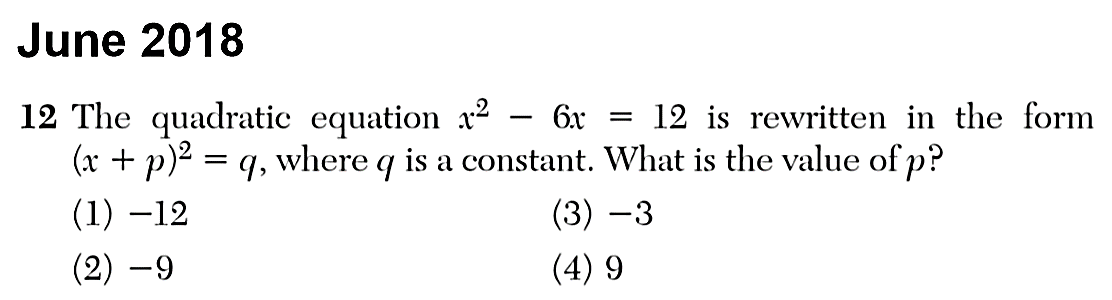 June 2018
12 The quadratic equation x² − 6x = 12 is rewritten in the form
(x + p)² = q, where q is a constant. What is the value of p?
(1) −12 (3) −3
(2) −9 (4) 9